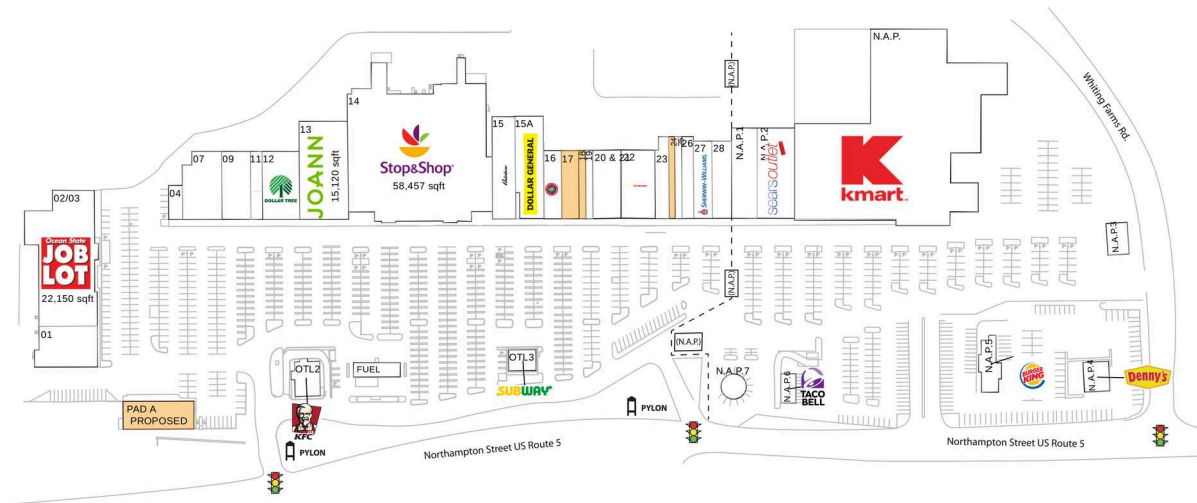 N.A.P.
(N.A.P.)
Whiting Farms Rd.
14
15
15A
13
JOANN
15,120 sqft
Stop&Shop
58,457 sqft
DOLLAR GENERAL
07
09
11
12
DOLLAR TREE
04
16
17
18
19
20 & 21
22
23
26
27
SHERWIN-WILLIAMS
28
N.A.P.1
N.A.P.2
searsoutlet
K
kmart
02/03
Ocean State
JOB
LOT
22,150 sqft
01
N.A.P.3
(N.A.P.)
(N.A.P.)
OTL2
FUEL
OTL3
SUBWAY
N.A.P.7
N.A.P.6
TACO
BELL
N.A.P.5
BURGER
KING
N.A.P.4
Denny's
PAD A
PROPOSED
KFC
PYLON
PYLON
Northampton Street US Route 5
Northampton Street US Route 5